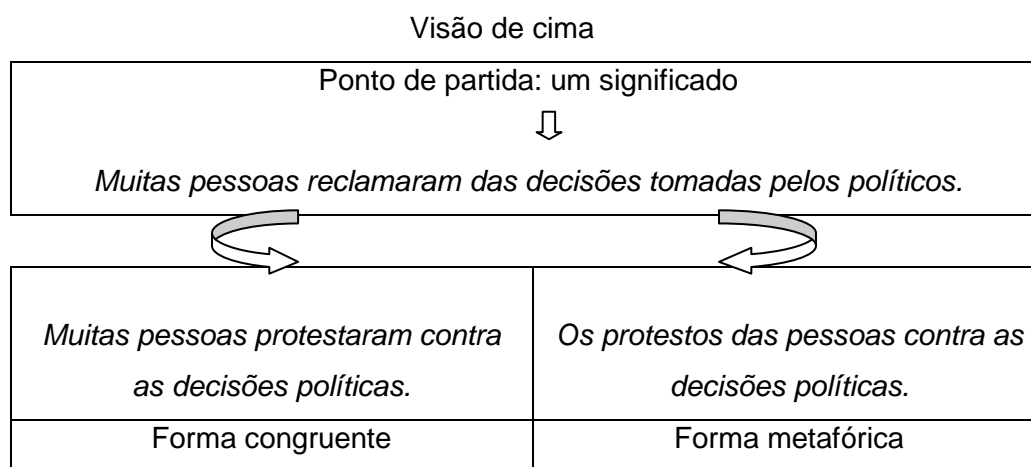 Visão de cima
Ponto de partida: um significado
Muitas pessoas reclamaram das decisões tomadas pelos políticos.
Muitas pessoas protestaram contra
as decisões políticas.
Os protestos das pessoas contra as
decisões políticas.
Forma congruente
Forma metafórica